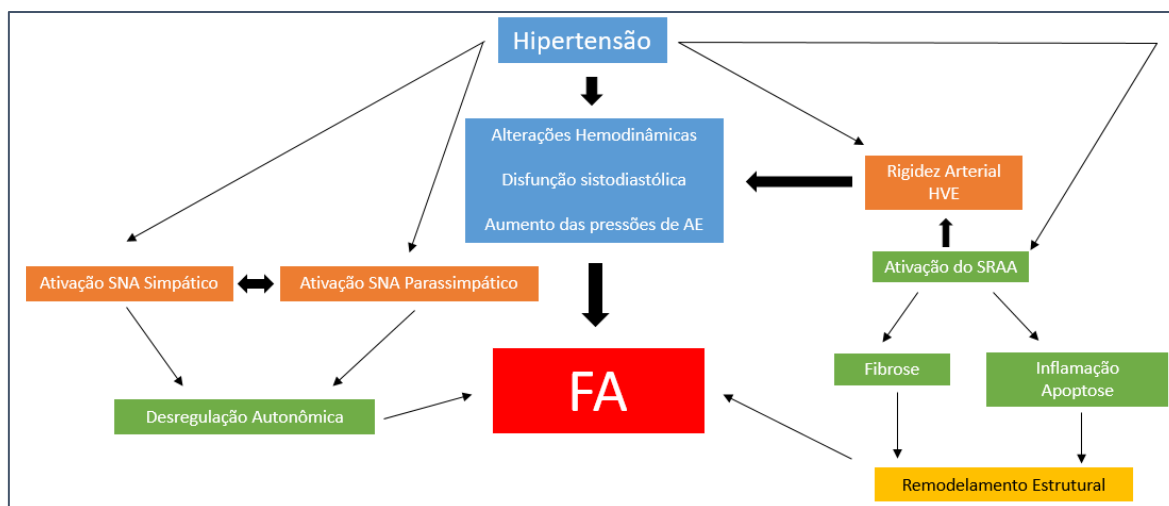 Hipertensão
Alterações Hemodinâmicas
Disfunção sistodiastólica
Aumento das pressões de AE
Rigidez Arterial
HVE
Ativação SNA Simpático
Ativação SNA Parassimpático
Ativação do SRAA
FA
Fibrose
Inflamação
Apoptose
Desregulação Autonômica
Remodelamento Estrutural